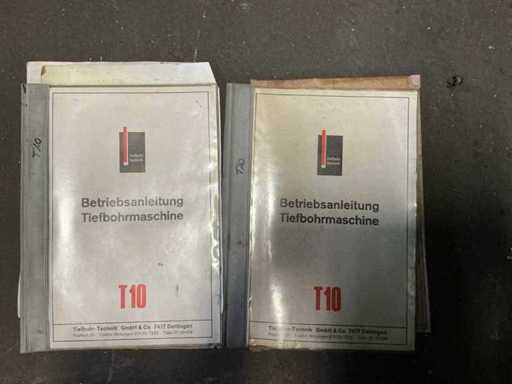 T10
Tiefbohr
Technik
Betriebsanleitung
Tiefbohrmaschine
T10
Tiefbohr-Technik GmbH & Co. 7417 Dettingen
T10
Tiefbohr
Technik
Betriebsanleitung
Tiefbohrmaschine
T10
Tiefbohr-Technik GmbH & Co. 7417 Dettingen